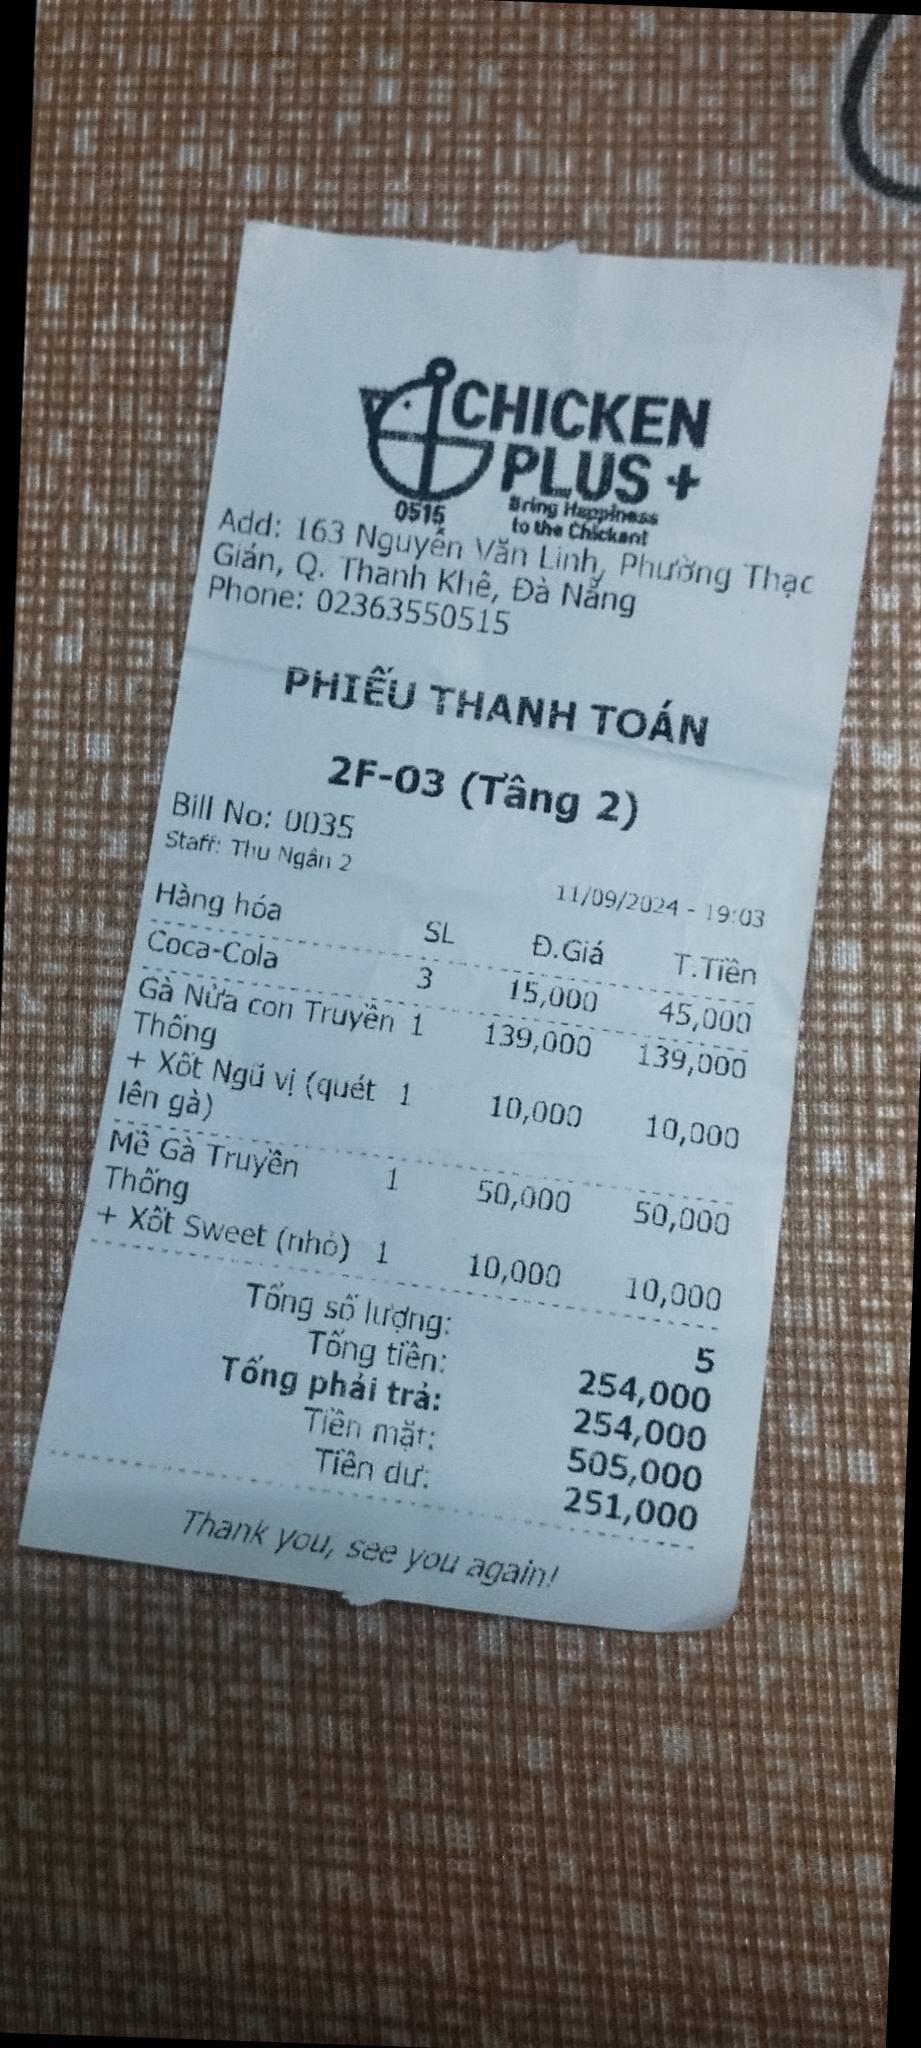 CHICKEN
PLUS +
Bring Happiness
to the Chickant
0515
Add: 163 Nguyễn Văn Linh, Phường Thạc
Gián, Q. Thanh Khê, Đà Nẵng
Phone: 02363550515
PHIẾU THANH TOÁN
2F-03 (Tầng 2)
Bill No: 0035
Staff: Thu Ngân 2
11/09/2024 - 19:03
Hàng hóa SL Đ.Giá T.Tiền
Coca-Cola 3 15,000 45,000
Gà Nửa con Truyền 1 139,000 139,000
Thống
+ Xốt Ngũ vị (quét 1 10,000 10,000
lên gà)
Mề Gà Truyền 1 50,000 50,000
Thống
+ Xốt Sweet (nhỏ) 1 10,000 10,000
Tổng số lượng: 5
Tổng tiền: 254,000
Tổng phải trả: 254,000
Tiền mặt: 505,000
Tiền dư: 251,000
Thank you, see you again!